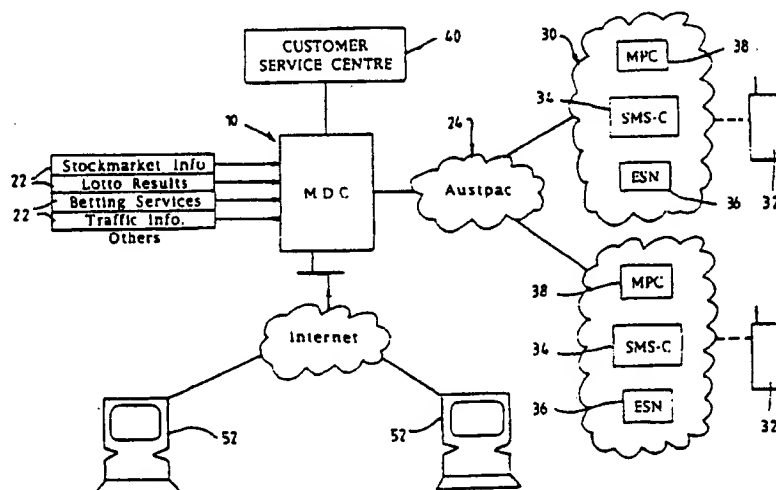 CUSTOMER
SERVICE CENTRE
40
30
MPC
38
34
SMS-C
10
24
22
Stockmarket Info
Lotto Results
MDC
Austpac
ESN
22
Betting Services
Traffic Info.
Others
36
32
38
MPC
Internet
34
SMS-C
52
52
36
ESN
32